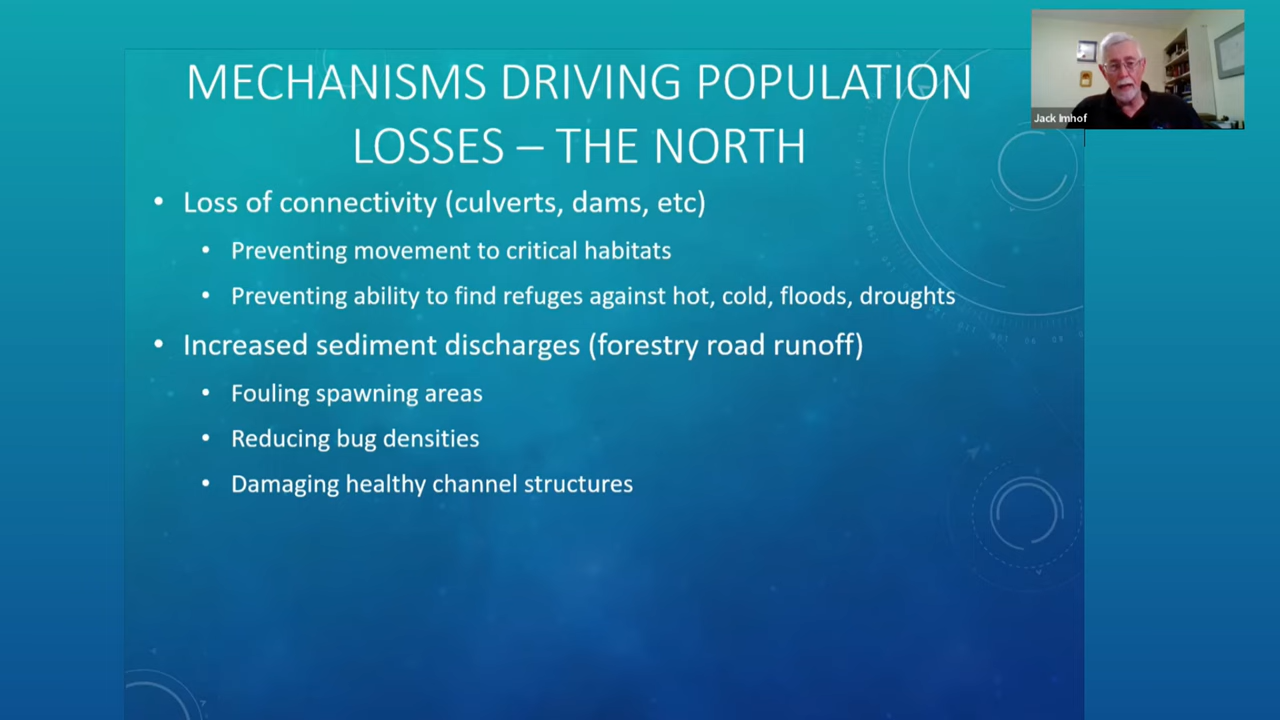 MECHANISMS DRIVING POPULATION
LOSSES – THE NORTH
Jack Imhof
• Loss of connectivity (culverts, dams, etc)
• Preventing movement to critical habitats
• Preventing ability to find refuges against hot, cold, floods, droughts
• Increased sediment discharges (forestry road runoff)
• Fouling spawning areas
• Reducing bug densities
• Damaging healthy channel structures